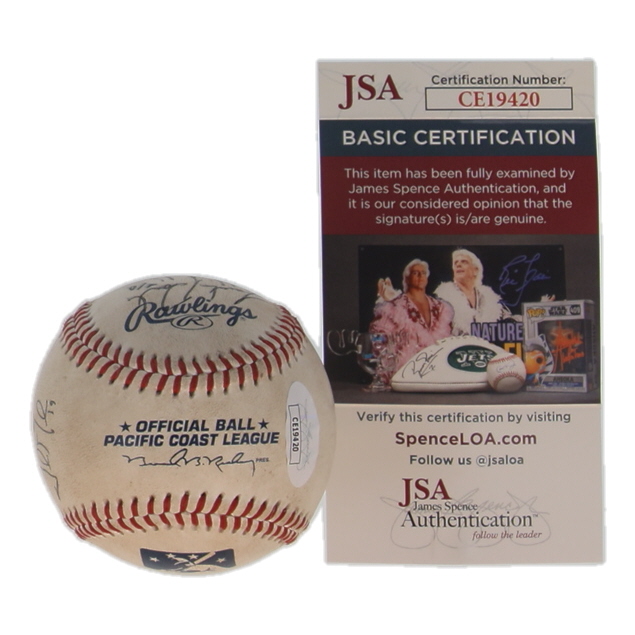 Rawlings
R
★ OFFICIAL BALL ★
PACIFIC COAST LEAGUE
PRES.
CE19420
JSA
Certification Number:
CE19420
BASIC CERTIFICATION
This item has been fully examined by
James Spence Authentication, and
it is our considered opinion that the
signature(s) is/are genuine.
NATURE
JETS
Verify this certification by visiting
SpenceLOA.com
Follow us @jsaloa
JSA
James Spence
Authentication
follow the leader